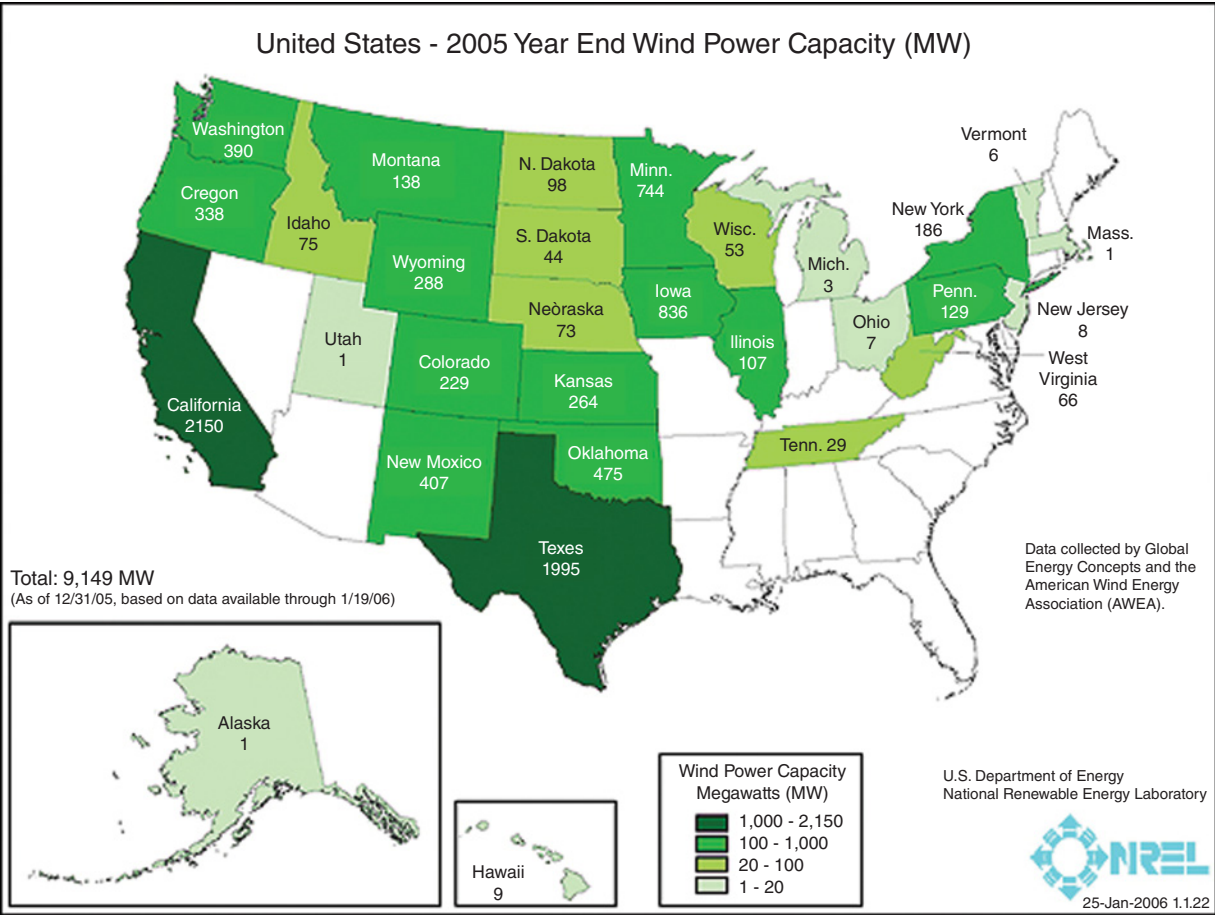 United States - 2005 Year End Wind Power Capacity (MW)
Washington
390
Cregon
338
Idaho
75
Montana
138
Wyoming
288
N. Dakota
98
S. Dakota
44
Neòraska
73
Minn.
744
Wisc.
53
Iowa
836
Illinois
107
Mich.
3
Ohio
7
Vermont
6
New York
186
Mass.
1
Penn.
129
New Jersey
8
West
Virginia
66
Utah
1
Colorado
229
Kansas
264
California
2150
New Moxico
407
Oklahoma
475
Tenn. 29
Texes
1995
Total: 9,149 MW
(As of 12/31/05, based on data available through 1/19/06)
Data collected by Global
Energy Concepts and the
American Wind Energy
Association (AWEA).
Alaska
1
Hawaii
9
Wind Power Capacity
Megawatts (MW)
1,000 - 2,150
100 - 1,000
20 - 100
1 - 20
U.S. Department of Energy
National Renewable Energy Laboratory
NREL
25-Jan-2006 1.1.22